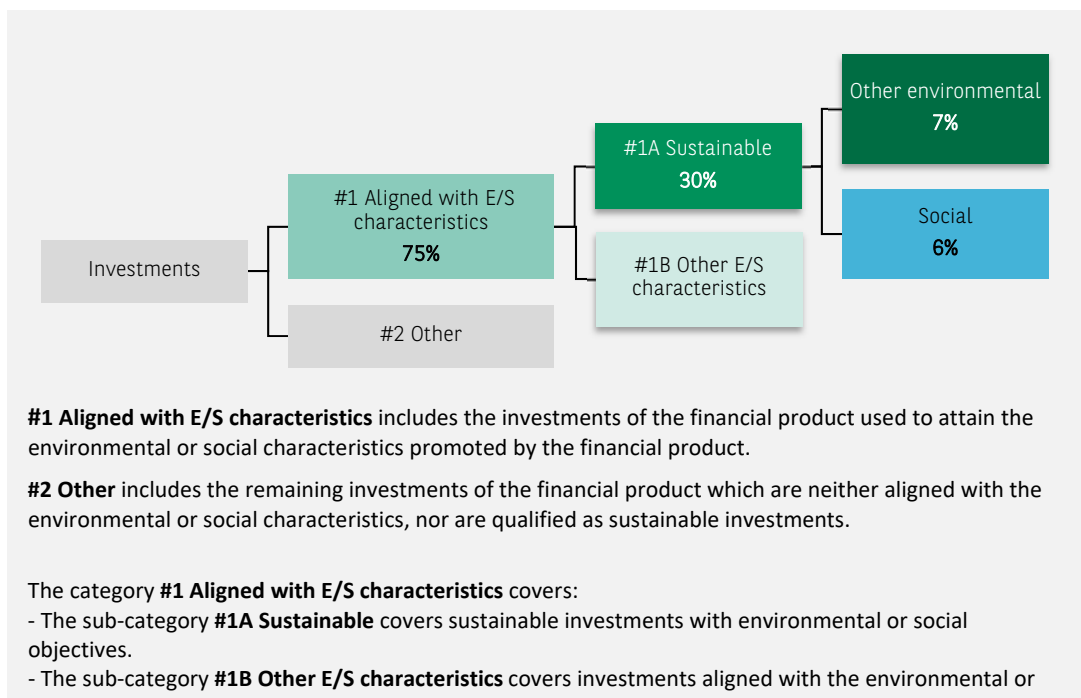 Other environmental
7%
#1A Sustainable
30%
#1 Aligned with E/S
characteristics
75%
Social
6%
Investments
#1B Other E/S
characteristics
#2 Other
#1 Aligned with E/S characteristics includes the investments of the financial product used to attain the
environmental or social characteristics promoted by the financial product.
#2 Other includes the remaining investments of the financial product which are neither aligned with the
environmental or social characteristics, nor are qualified as sustainable investments.
The category #1 Aligned with E/S characteristics covers:
- The sub-category #1A Sustainable covers sustainable investments with environmental or social
objectives.
- The sub-category #1B Other E/S characteristics covers investments aligned with the environmental or